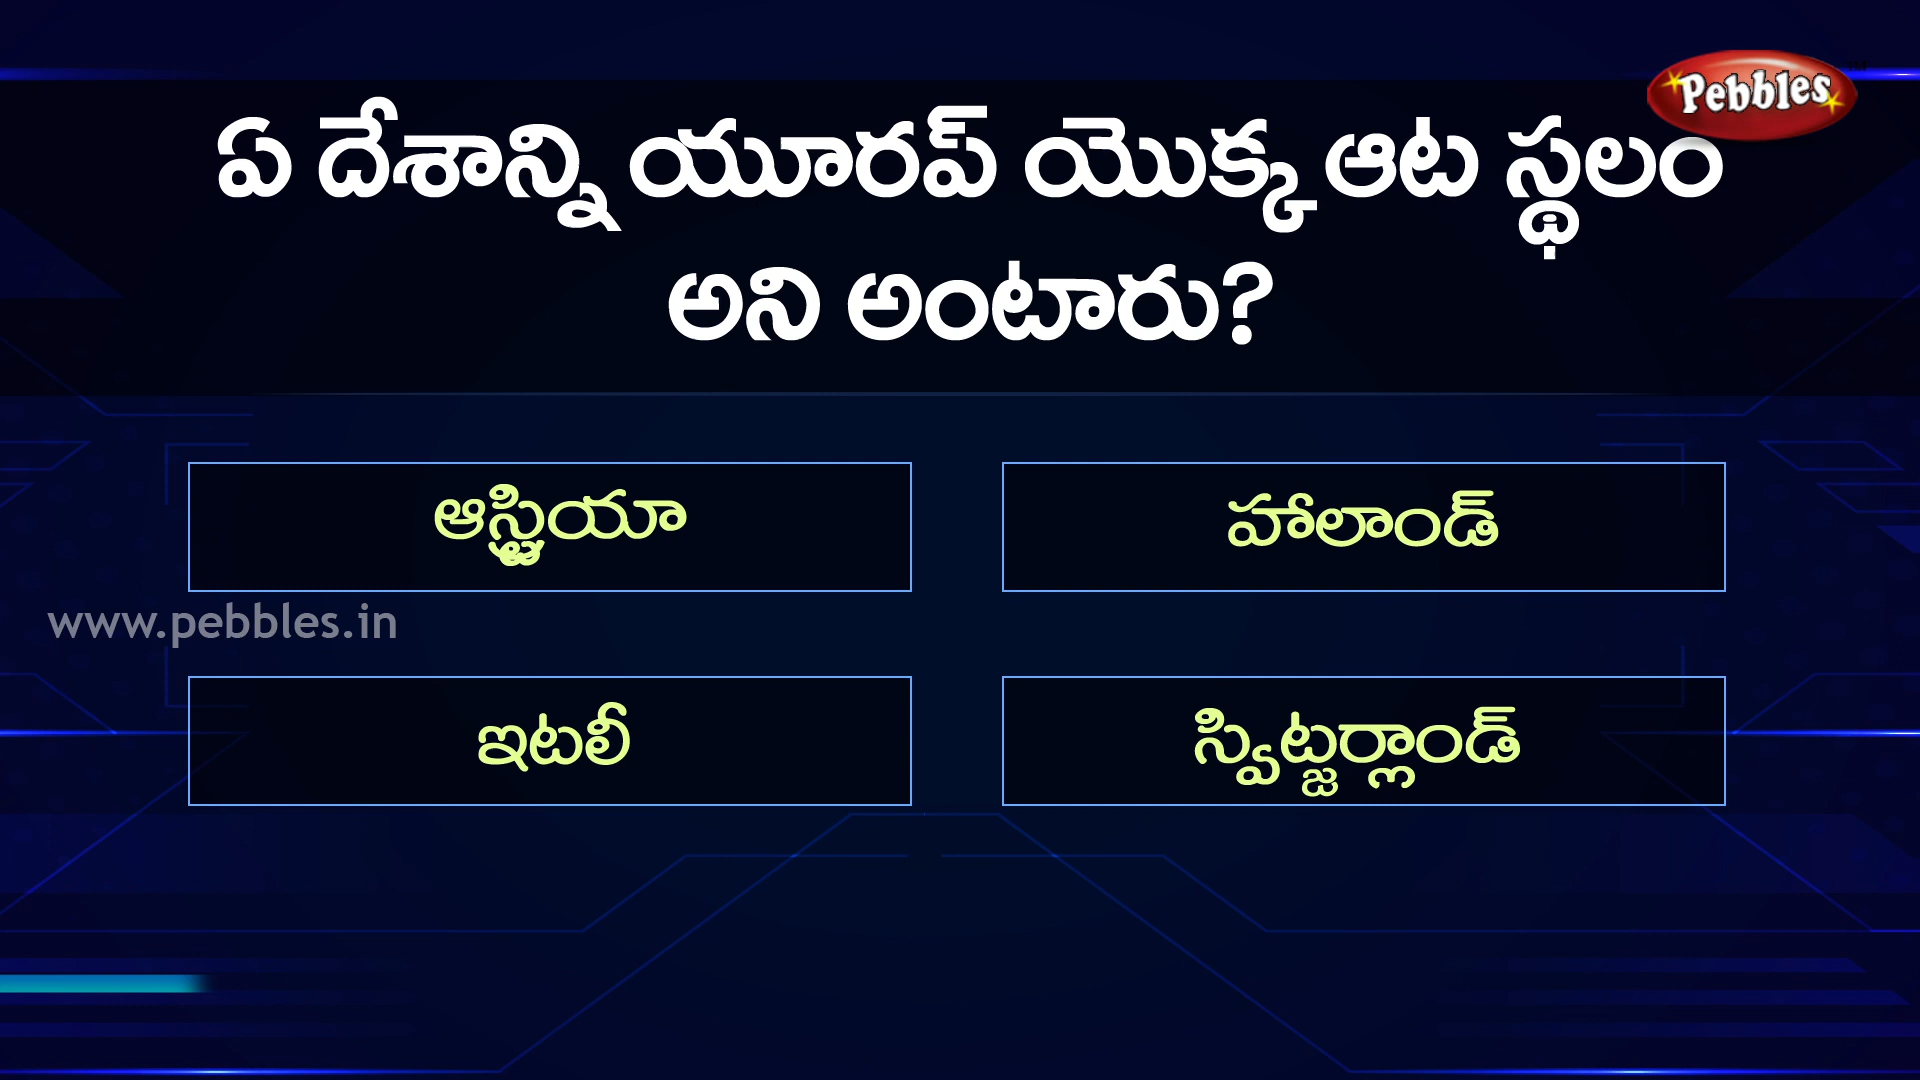 Pebbles
ఏ దేశాన్ని యూరప్ యొక్క ఆట స్థలం
అని అంటారు?
ఆస్ట్రియా
హాలాండ్
www.pebbles.in
ఇటలీ
స్విట్జర్లాండ్